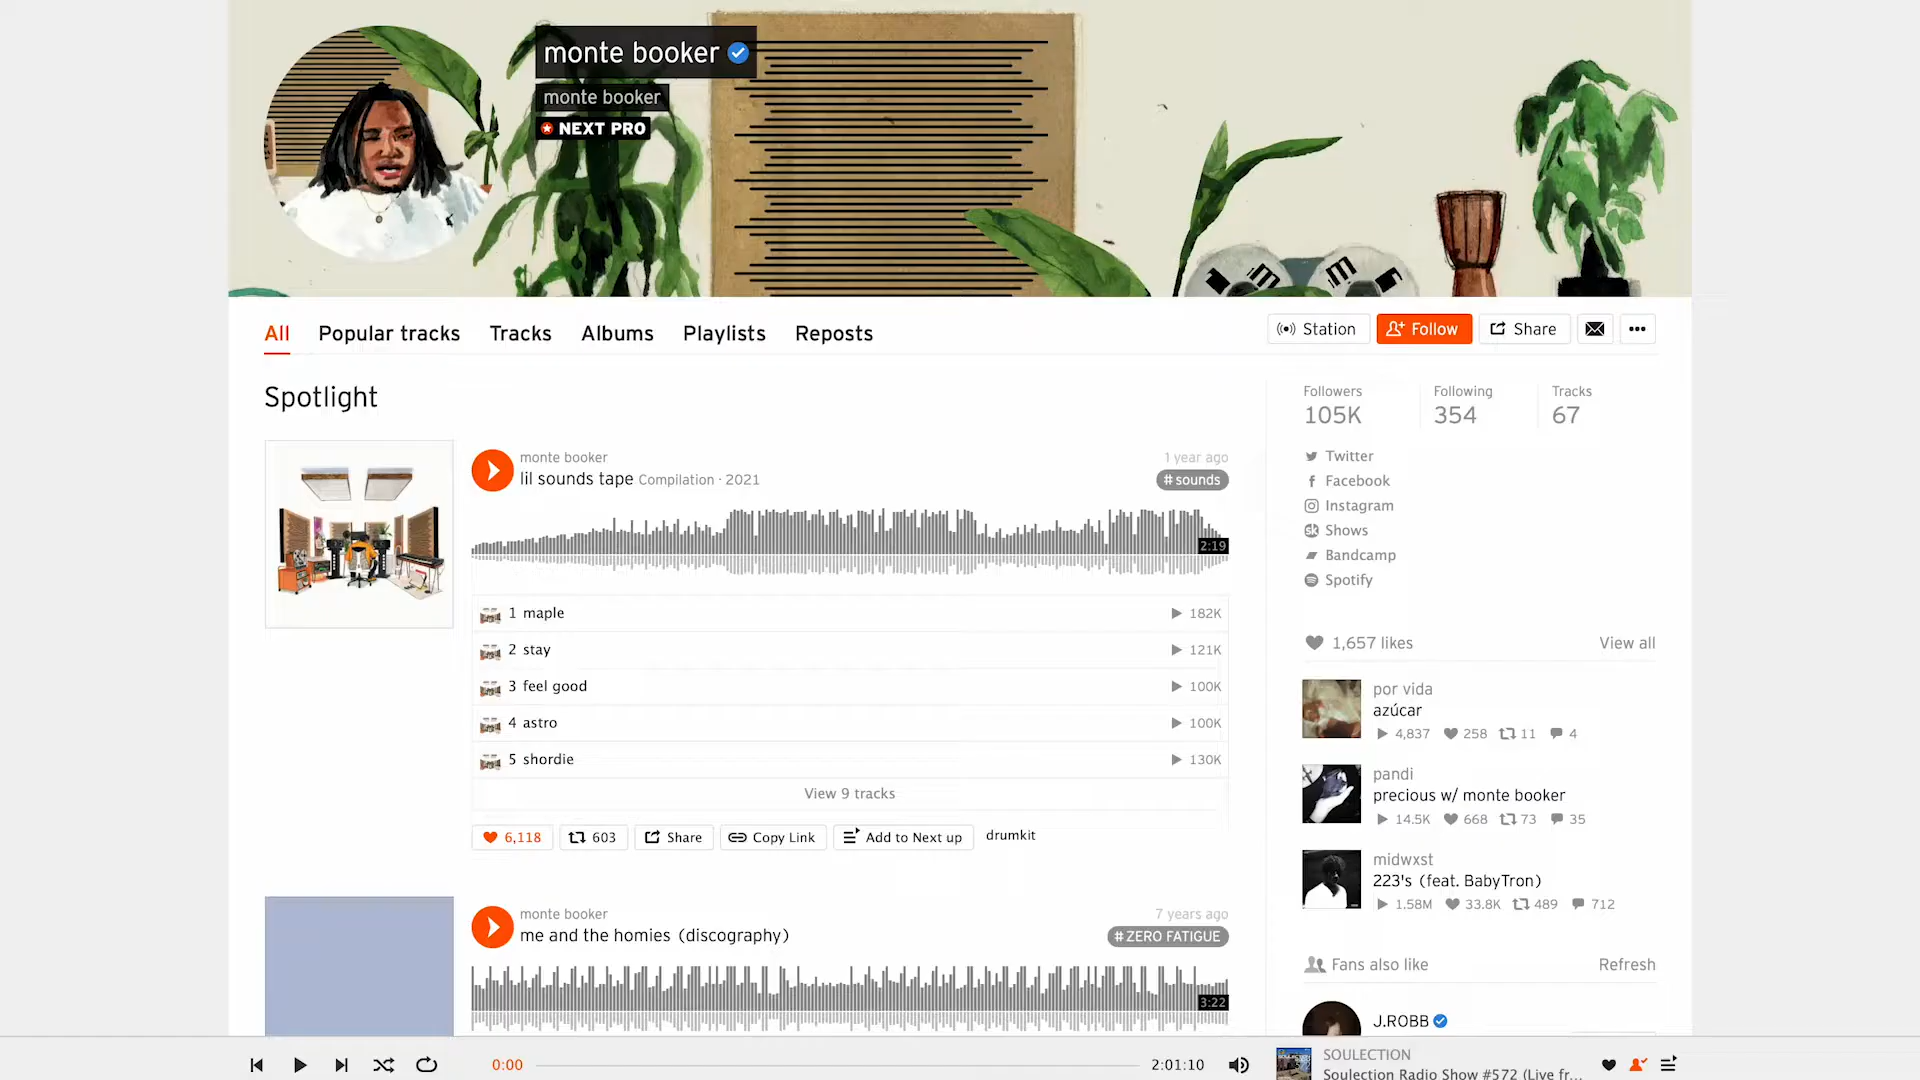 monte booker
monte booker
NEXT PRO
All Popular tracks Tracks Albums Playlists Reposts
Station Follow Share
Spotlight
monte booker
lil sounds tape Compilation · 2021
1 year ago
# sounds
2:19
1 maple 182K
2 stay 121K
3 feel good 100K
4 astro 100K
5 shordie 130K
View 9 tracks
6,118 603 Share Copy Link Add to Next up drumkit
monte booker
me and the homies (discography)
7 years ago
# ZERO FATIGUE
3:22
Followers Following Tracks
105K 354 67
Twitter
Facebook
Instagram
Shows
Bandcamp
Spotify
1,657 likes View all
por vida
azúcar
4,837 258 11 4
pandi
precious w/ monte booker
14.5K 668 73 35
midwxst
223's (feat. BabyTron)
1.58M 33.8K 489 712
Fans also like Refresh
J.ROBB
0:00 2:01:10
SOULECTION
Soulection Radio Show #572 (Live fr...